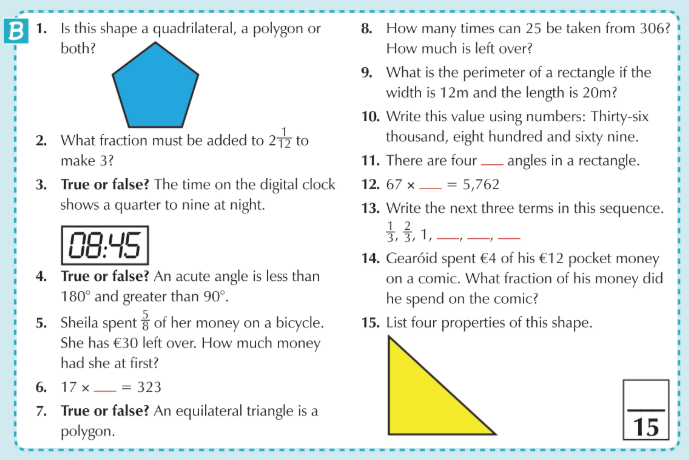 B
1. Is this shape a quadrilateral, a polygon or
both?
2. What fraction must be added to 2 1/12 to
make 3?
3. True or false? The time on the digital clock
shows a quarter to nine at night.
08:45
4. True or false? An acute angle is less than
180° and greater than 90°.
5. Sheila spent 5/8 of her money on a bicycle.
She has €30 left over. How much money
had she at first?
6. 17 × ___ = 323
7. True or false? An equilateral triangle is a
polygon.
8. How many times can 25 be taken from 306?
How much is left over?
9. What is the perimeter of a rectangle if the
width is 12m and the length is 20m?
10. Write this value using numbers: Thirty-six
thousand, eight hundred and sixty nine.
11. There are four ___ angles in a rectangle.
12. 67 × ___ = 5,762
13. Write the next three terms in this sequence.
1/3, 2/3, 1, ___, ___, ___
14. Gearóid spent €4 of his €12 pocket money
on a comic. What fraction of his money did
he spend on the comic?
15. List four properties of this shape.
15